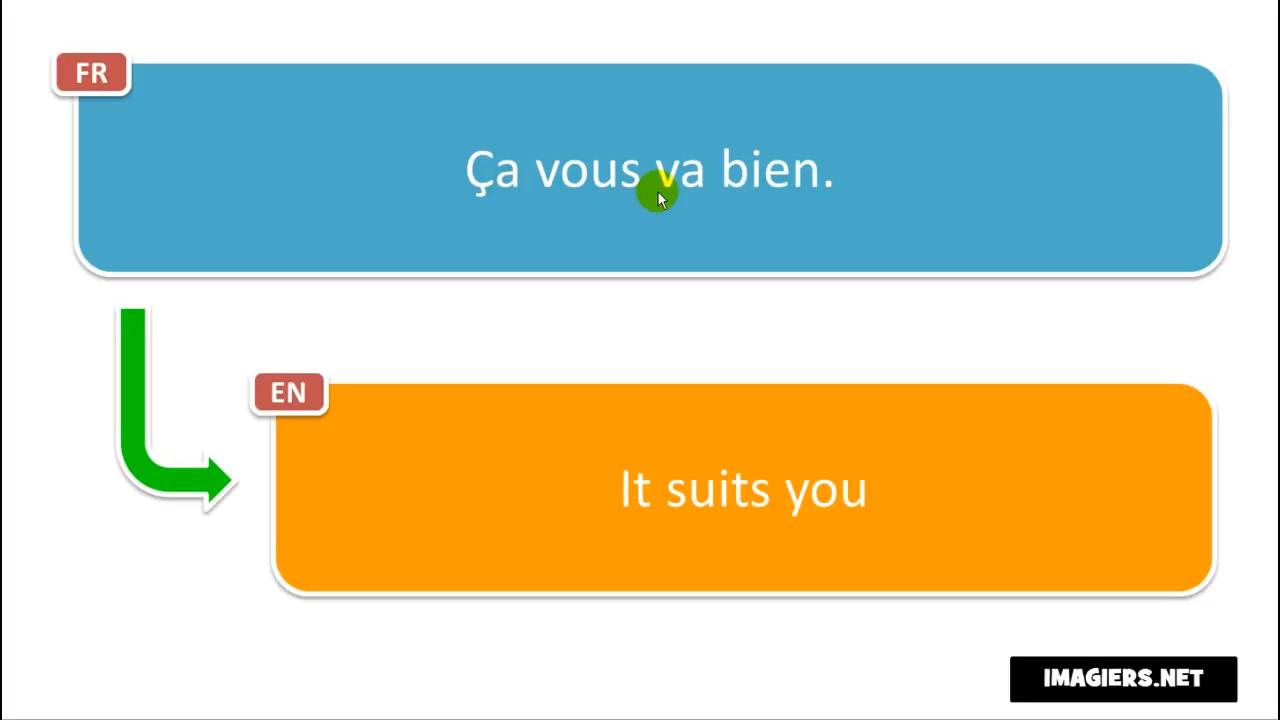 FR
Ça vous va bien.
EN
It suits you
IMAGIERS.NET